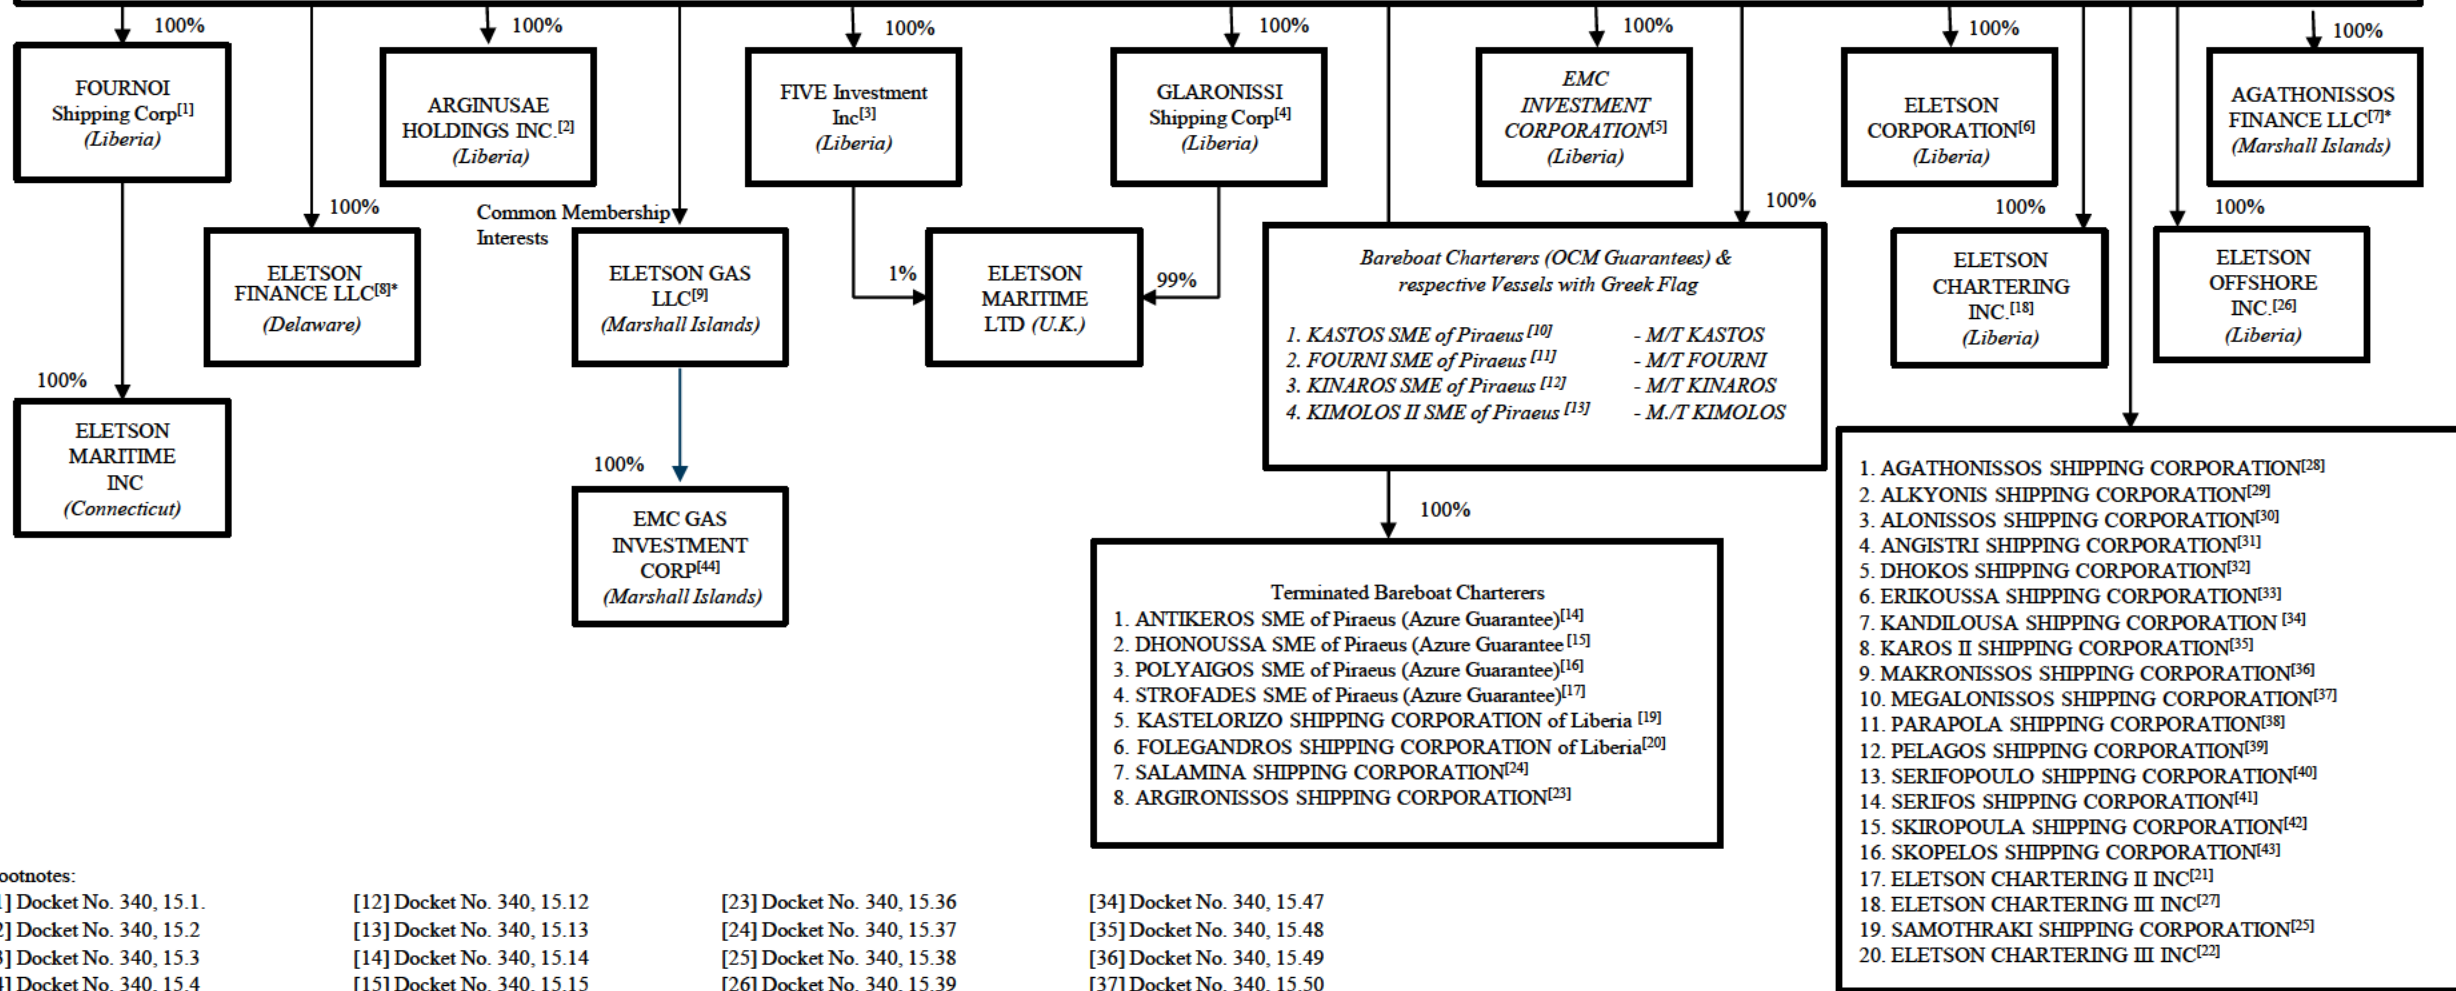 100%
100%
100%
100%
100%
100%
100%
FOURNOI
Shipping Corp[1]
(Liberia)
ARGINUSAE
HOLDINGS INC.[2]
(Liberia)
FIVE Investment
Inc[3]
(Liberia)
GLARONISSI
Shipping Corp[4]
(Liberia)
EMC
INVESTMENT
CORPORATION[5]
(Liberia)
ELETSON
CORPORATION[6]
(Liberia)
AGATHONISSOS
FINANCE LLC[7]*
(Marshall Islands)
100%
Common Membership
Interests
100%
100%
100%
ELETSON
FINANCE LLC[8]*
(Delaware)
ELETSON GAS
LLC[9]
(Marshall Islands)
1%
ELETSON
MARITIME
LTD (U.K.)
99%
Bareboat Charterers (OCM Guarantees) &
respective Vessels with Greek Flag
1. KASTOS SME of Piraeus [10] - M/T KASTOS
2. FOURNI SME of Piraeus [11] - M/T FOURNI
3. KINAROS SME of Piraeus [12] - M/T KINAROS
4. KIMOLOS II SME of Piraeus [13] - M./T KIMOLOS
ELETSON
CHARTERING
INC.[18]
(Liberia)
ELETSON
OFFSHORE
INC.[26]
(Liberia)
100%
ELETSON
MARITIME
INC
(Connecticut)
100%
EMC GAS
INVESTMENT
CORP[44]
(Marshall Islands)
100%
Terminated Bareboat Charterers
1. ANTIKEROS SME of Piraeus (Azure Guarantee)[14]
2. DHONOUSSA SME of Piraeus (Azure Guarantee [15]
3. POLYAIGOS SME of Piraeus (Azure Guarantee)[16]
4. STROFADES SME of Piraeus (Azure Guarantee)[17]
5. KASTELORIZO SHIPPING CORPORATION of Liberia [19]
6. FOLEGANDROS SHIPPING CORPORATION of Liberia[20]
7. SALAMINA SHIPPING CORPORATION[24]
8. ARGIRONISSOS SHIPPING CORPORATION[23]
1. AGATHONISSOS SHIPPING CORPORATION[28]
2. ALKYONIS SHIPPING CORPORATION[29]
3. ALONISSOS SHIPPING CORPORATION[30]
4. ANGISTRI SHIPPING CORPORATION[31]
5. DHOKOS SHIPPING CORPORATION[32]
6. ERIKOUSSA SHIPPING CORPORATION[33]
7. KANDILOUSA SHIPPING CORPORATION [34]
8. KAROS II SHIPPING CORPORATION[35]
9. MAKRONISSOS SHIPPING CORPORATION[36]
10. MEGALONISSOS SHIPPING CORPORATION[37]
11. PARAPOLA SHIPPING CORPORATION[38]
12. PELAGOS SHIPPING CORPORATION[39]
13. SERIFOPOULO SHIPPING CORPORATION[40]
14. SERIFOS SHIPPING CORPORATION[41]
15. SKIROPOULA SHIPPING CORPORATION[42]
16. SKOPELOS SHIPPING CORPORATION[43]
17. ELETSON CHARTERING II INC[21]
18. ELETSON CHARTERING III INC[27]
19. SAMOTHRAKI SHIPPING CORPORATION[25]
20. ELETSON CHARTERING III INC[22]
ootnotes:
] Docket No. 340, 15.1. [12] Docket No. 340, 15.12 [23] Docket No. 340, 15.36 [34] Docket No. 340, 15.47
] Docket No. 340, 15.2 [13] Docket No. 340, 15.13 [24] Docket No. 340, 15.37 [35] Docket No. 340, 15.48
] Docket No. 340, 15.3 [14] Docket No. 340, 15.14 [25] Docket No. 340, 15.38 [36] Docket No. 340, 15.49
] Docket No. 340, 15.4 [15] Docket No. 340, 15.15 [26] Docket No. 340, 15.39 [37] Docket No. 340, 15.50